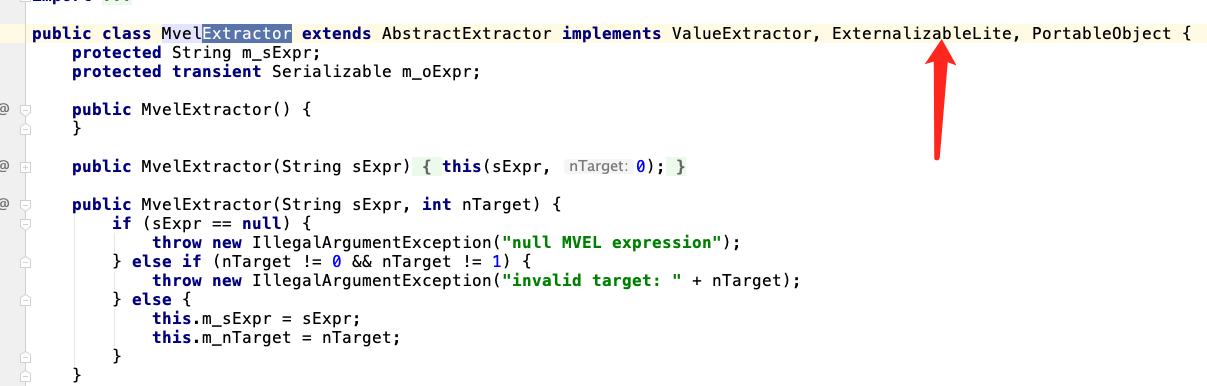 import ...
public class MvelExtractor extends AbstractExtractor implements ValueExtractor, ExternalizableLite, PortableObject {
protected String m_sExpr;
protected transient Serializable m_oExpr;
@ public MvelExtractor() {
}
@ public MvelExtractor(String sExpr) { this(sExpr, nTarget: 0); }
@ public MvelExtractor(String sExpr, int nTarget) {
if (sExpr == null) {
throw new IllegalArgumentException("null MVEL expression");
} else if (nTarget != 0 && nTarget != 1) {
throw new IllegalArgumentException("invalid target: " + nTarget);
} else {
this.m_sExpr = sExpr;
this.m_nTarget = nTarget;
}
}